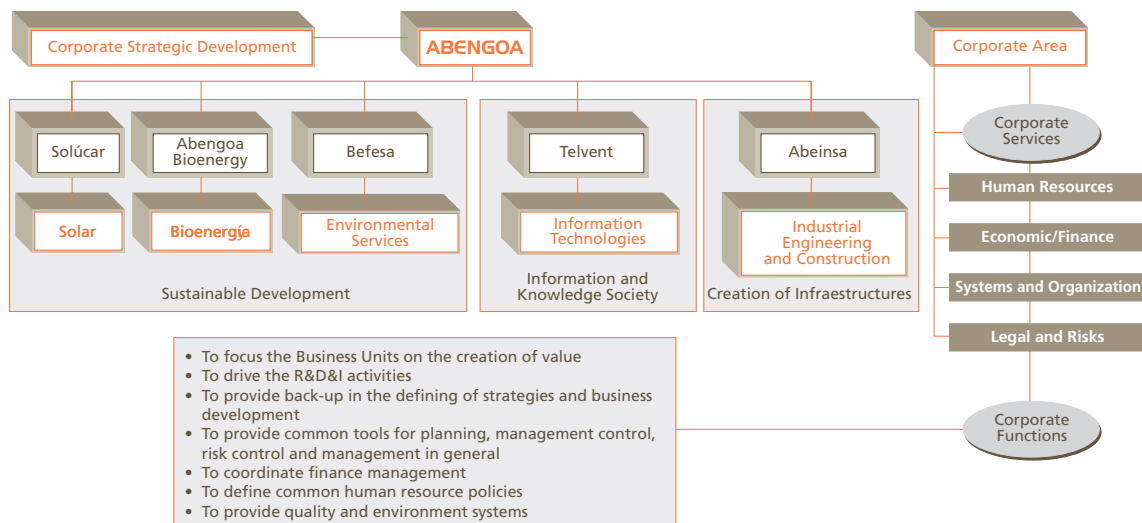 Corporate Strategic Development
ABENGOA
Corporate Area
Solúcar
Abengoa
Bioenergy
Befesa
Telvent
Abeinsa
Corporate
Services
Solar
Bioenergía
Environmental
Services
Information
Technologies
Industrial
Engineering
and Construction
Human Resources
Economic/Finance
Systems and Organization
Legal and Risks
Sustainable Development
Information and
Knowledge Society
Creation of Infraestructures
• To focus the Business Units on the creation of value
• To drive the R&D&I activities
• To provide back-up in the defining of strategies and business
development
• To provide common tools for planning, management control,
risk control and management in general
• To coordinate finance management
• To define common human resource policies
• To provide quality and environment systems
Corporate
Functions